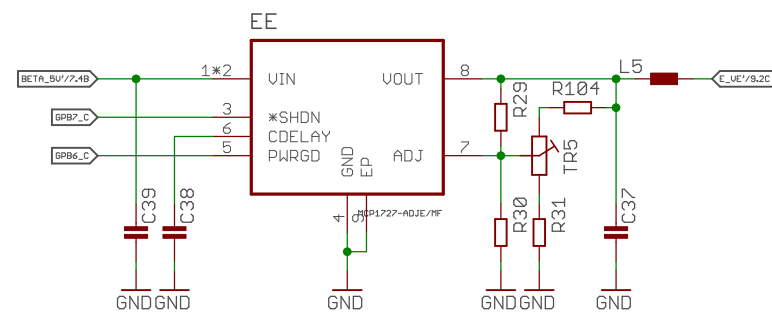 EE
BETA_5V'/7.4B
1*2
VIN
VOUT
8
L5
E_VE'/9.2C
GPB7_C
3
*SHDN
R29
R104
6
CDELAY
GPB6_C
5
PWRGD
GND
EP
ADJ
7
TR5
C39
C38
4
9
MCP1727-ADJE/MF
R30
R31
C37
GND
GND
GND
GND
GND
GND